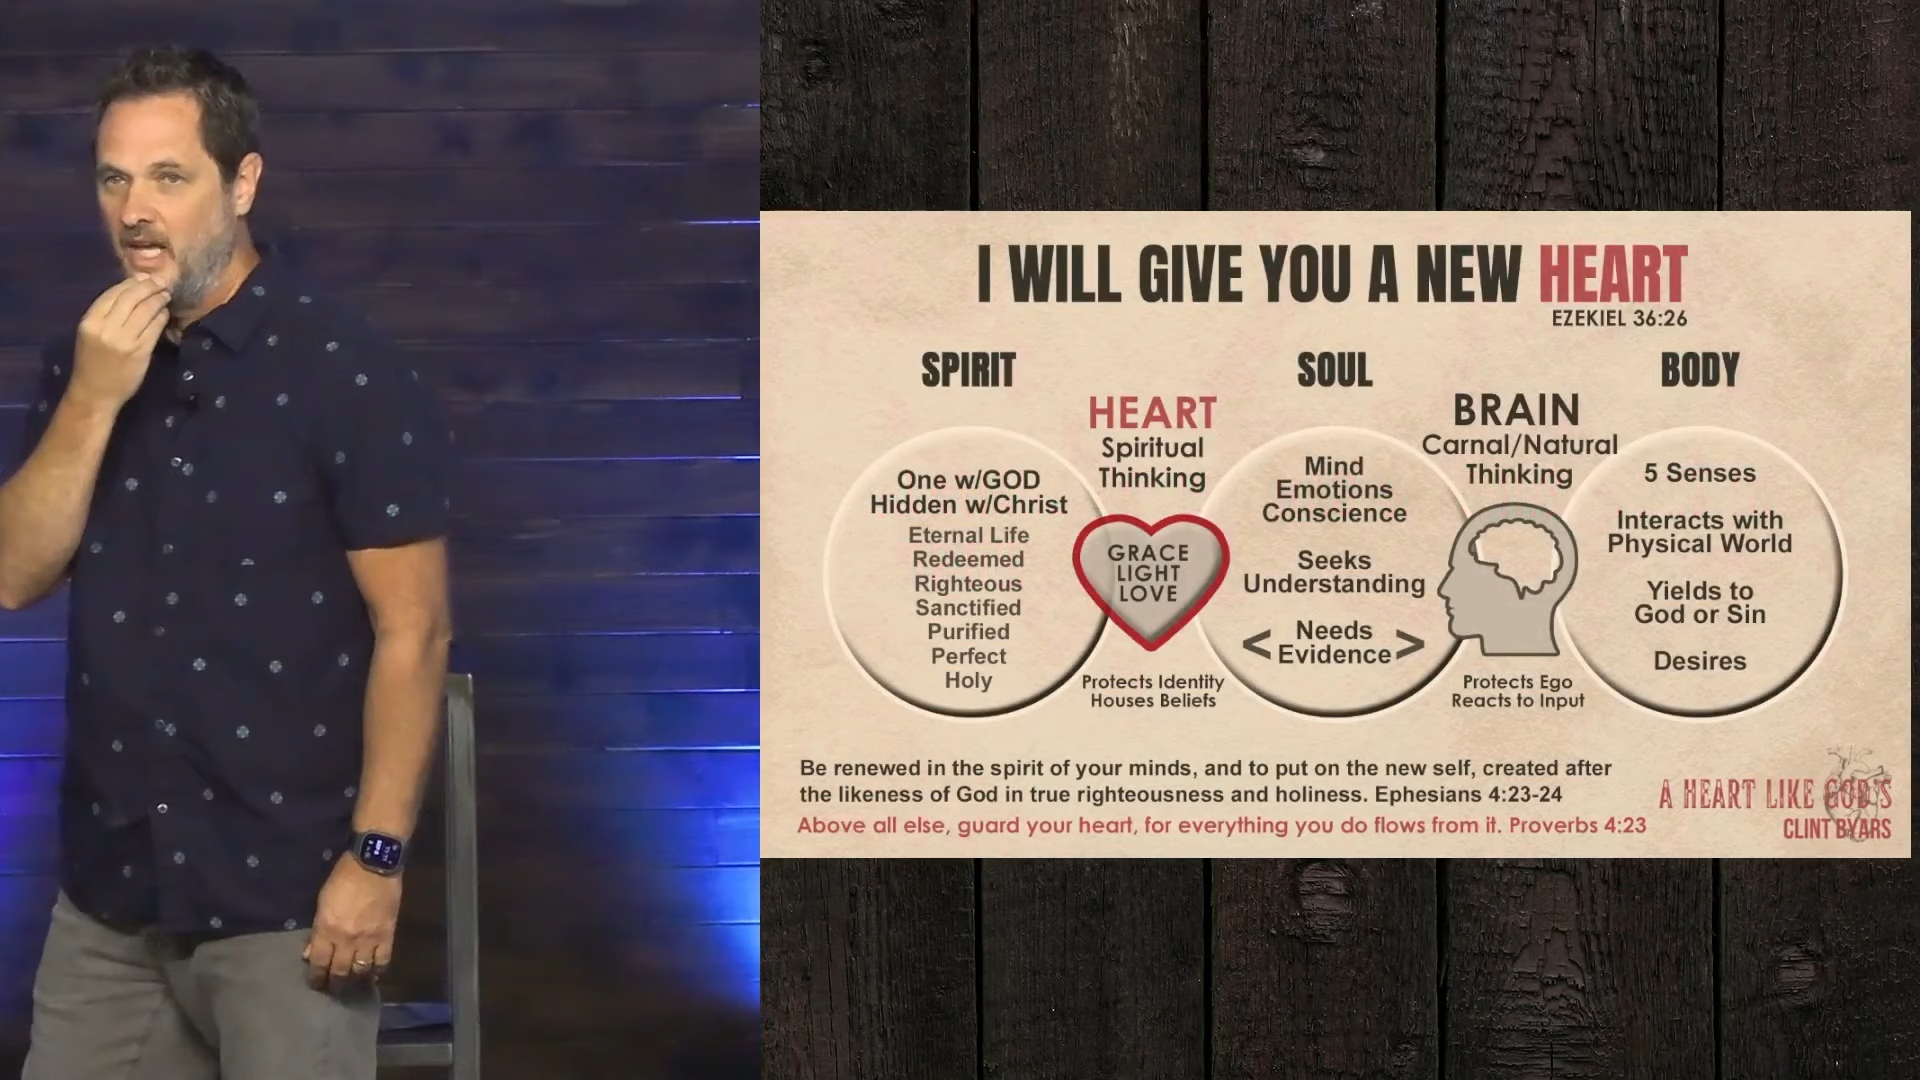 I WILL GIVE YOU A NEW HEART
EZEKIEL 36:26
SPIRIT
One w/GOD
Hidden w/Christ
Eternal Life
Redeemed
Righteous
Sanctified
Purified
Perfect
Holy
HEART
Spiritual
Thinking
GRACE
LIGHT
LOVE
Protects Identity
Houses Beliefs
SOUL
Mind
Emotions
Conscience
Seeks
Understanding
< Needs >
Evidence
BRAIN
Carnal/Natural
Thinking
Protects Ego
Reacts to Input
BODY
5 Senses
Interacts with
Physical World
Yields to
God or Sin
Desires
Be renewed in the spirit of your minds, and to put on the new self, created after
the likeness of God in true righteousness and holiness. Ephesians 4:23-24
Above all else, guard your heart, for everything you do flows from it. Proverbs 4:23
A HEART LIKE GOD'S
CLINT BYARS